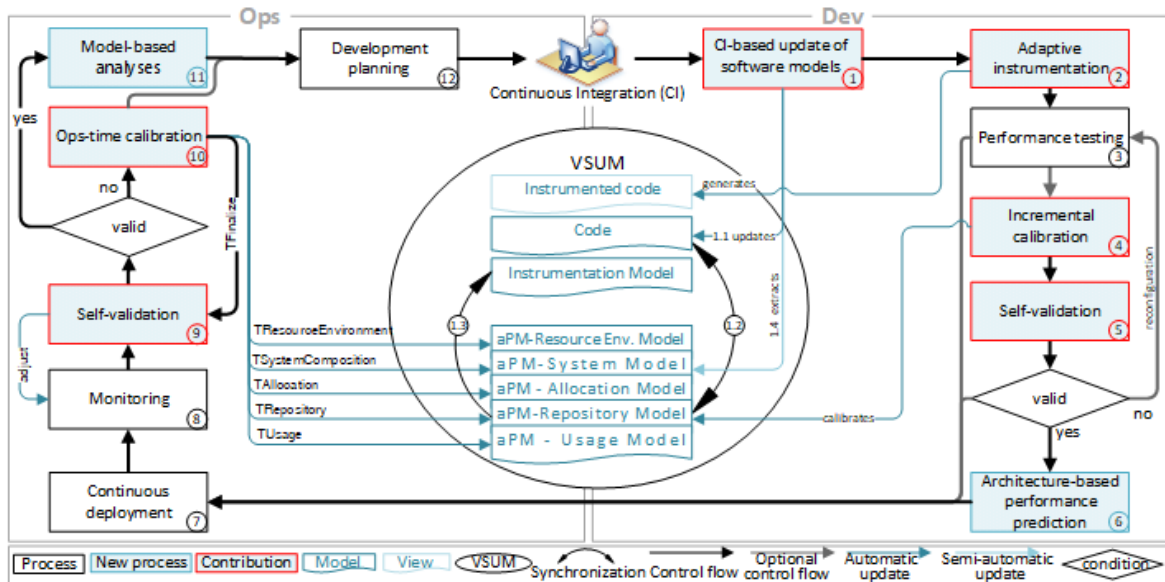 Ops
Dev
Model-based
analyses
11
Development
planning
12
Continuous Integration (CI)
CI-based update of
software models
1
Adaptive
instrumentation
2
yes
Ops-time calibration
10
no
valid
TFinalize
Self-validation
9
adjust
Monitoring
8
Continuous
deployment
7
VSUM
Instrumented code
Code
Instrumentation Model
aPM-Resource Env. Model
aPM-System Model
aPM - Allocation Model
aPM-Repository Model
aPM - Usage Model
TResourceEnvironment
TSystemComposition
TAllocation
TRepository
TUsage
1.3
1.2
generates
1.1 updates
1.4 extracts
calibrates
Performance testing
3
Incremental
calibration
4
Self-validation
5
reconfiguration
valid
no
yes
Architecture-based
performance
prediction
6
Process
New process
Contribution
Model
View
VSUM
Synchronization
Control flow
Optional
control flow
Automatic
update
Semi-automatic
update
condition